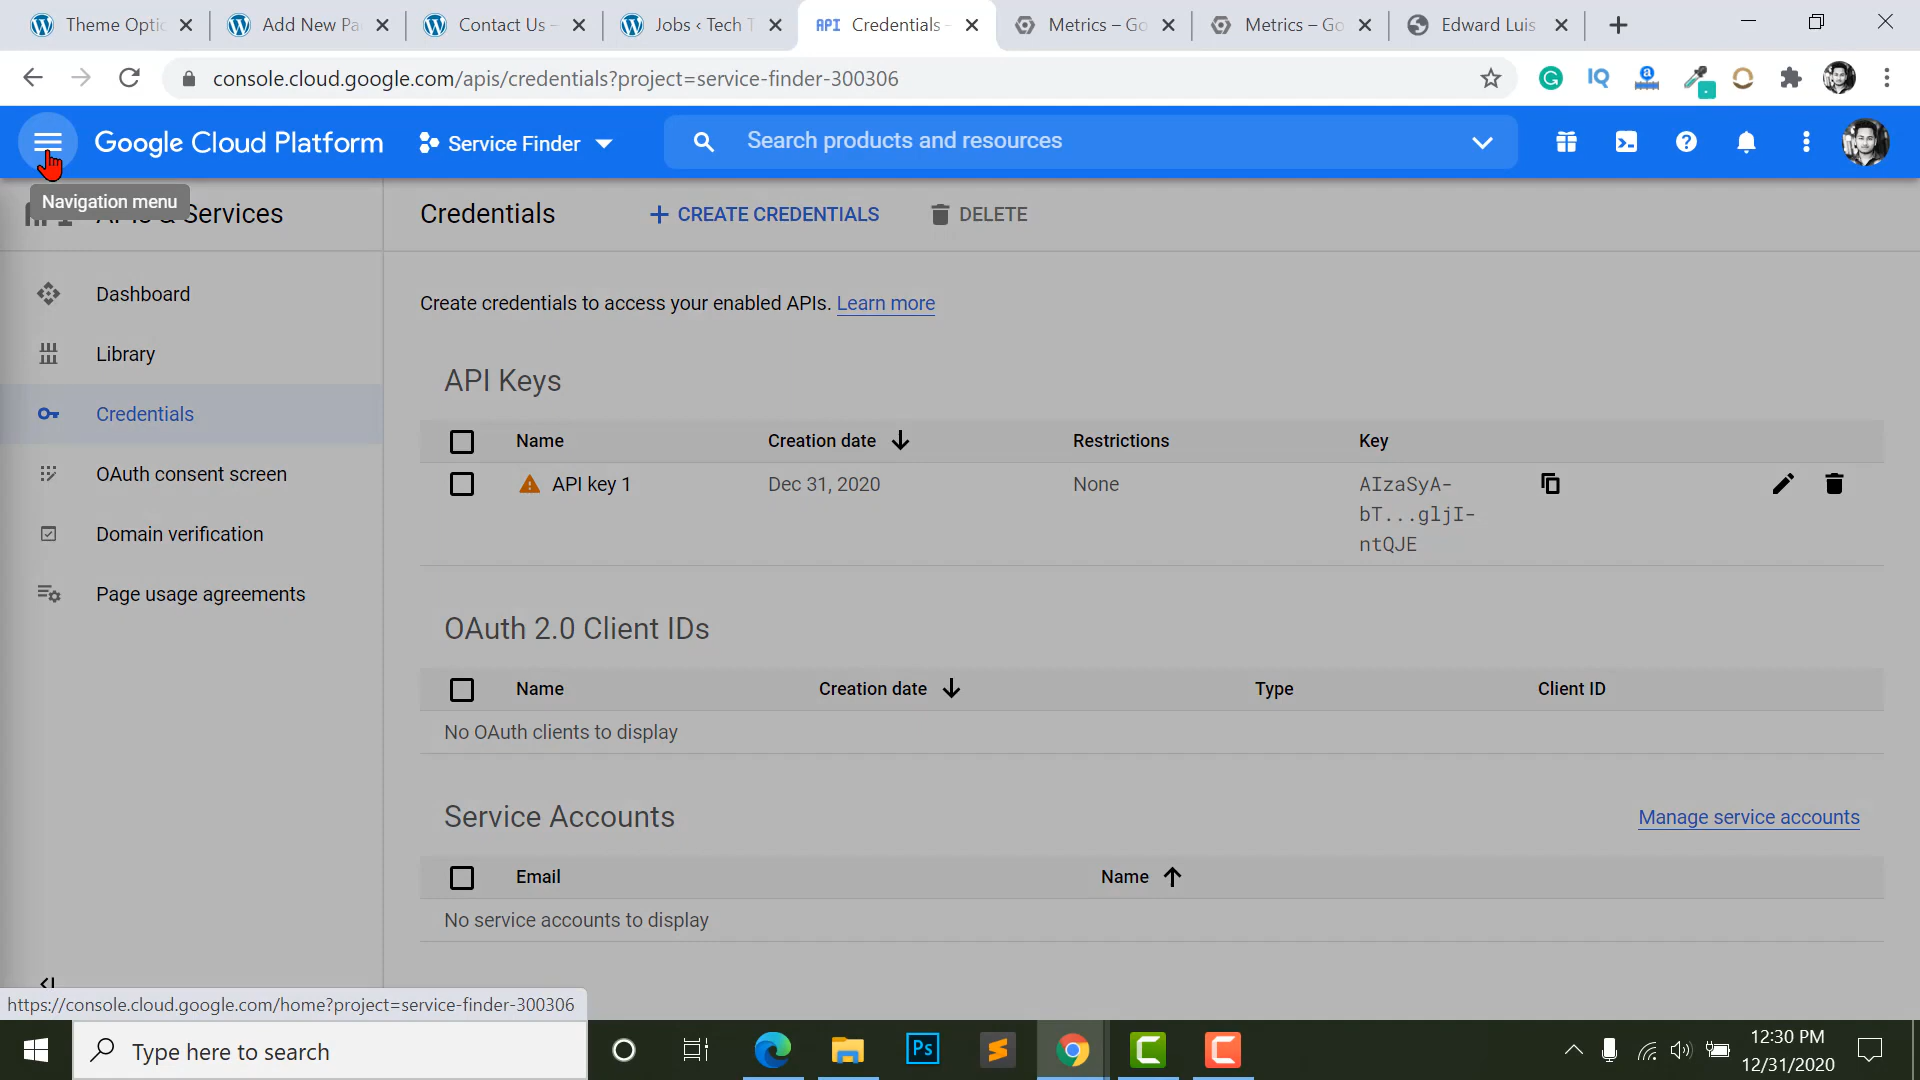 Theme Optic
Add New Pa
Contact Us –
Jobs ‹ Tech T
API Credentials –
Metrics – Go
Metrics – Go
Edward Luis
console.cloud.google.com/apis/credentials?project=service-finder-300306
IQ
Google Cloud Platform
Service Finder
Search products and resources
Navigation menu
APIs & Services
Credentials
CREATE CREDENTIALS
DELETE
Dashboard
Library
Credentials
OAuth consent screen
Domain verification
Page usage agreements
Create credentials to access your enabled APIs. Learn more
API Keys
Name Creation date Restrictions Key
API key 1 Dec 31, 2020 None AIzaSyA-
bT...gljI-
ntQJE
OAuth 2.0 Client IDs
Name Creation date Type Client ID
No OAuth clients to display
Service Accounts
Manage service accounts
Email Name
No service accounts to display
https://console.cloud.google.com/home?project=service-finder-300306
Type here to search
Ps
12:30 PM
12/31/2020